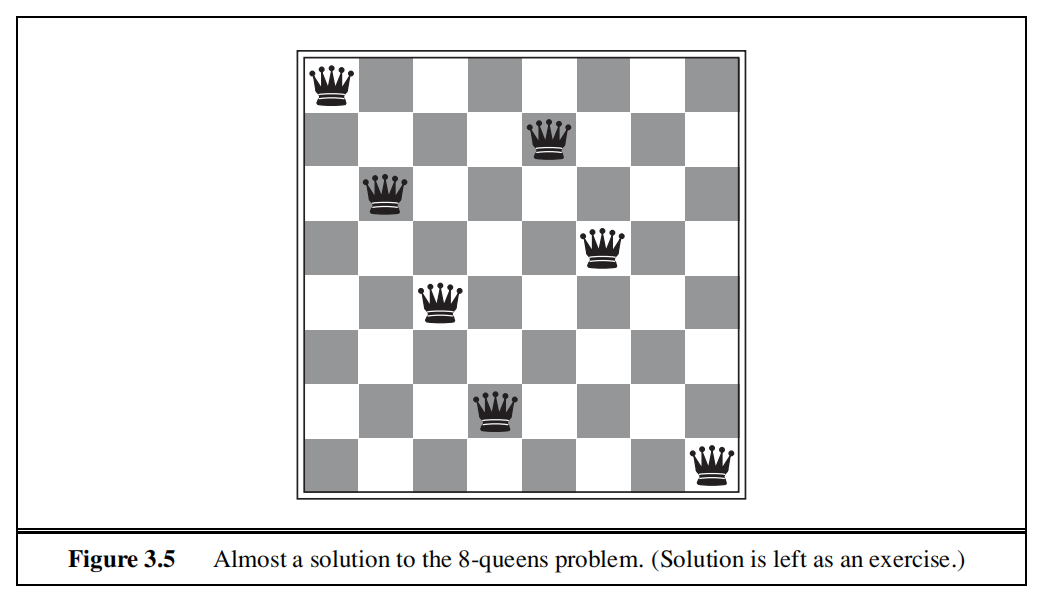 Figure 3.5 Almost a solution to the 8-queens problem. (Solution is left as an exercise.)